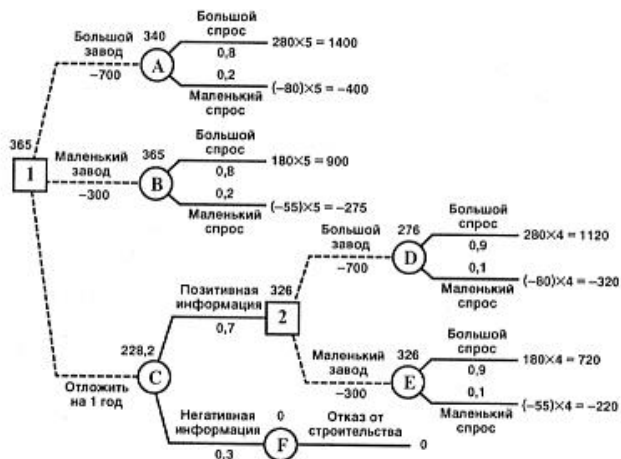 Большой
спрос
340
280×5 = 1400
Большой
завод
0,8
–700
A
0,2
(–80)×5 = –400
Маленький
спрос
365
1
Большой
спрос
Маленький
завод
365
180×5 = 900
0,8
–300
B
0,2
(–55)×5 = –275
Маленький
спрос
Большой
спрос
276
280×4 = 1120
Большой
завод
0,9
–700
D
0,1
(–80)×4 = –320
Маленький
спрос
Позитивная
информация
326
0,7
2
Большой
спрос
228,2
Маленький
завод
326
180×4 = 720
0,9
C
–300
E
0,1
(–55)×4 = –220
Отложить
на 1 год
Маленький
спрос
Негативная
информация
0
Отказ от
строительства
0,3
F
0